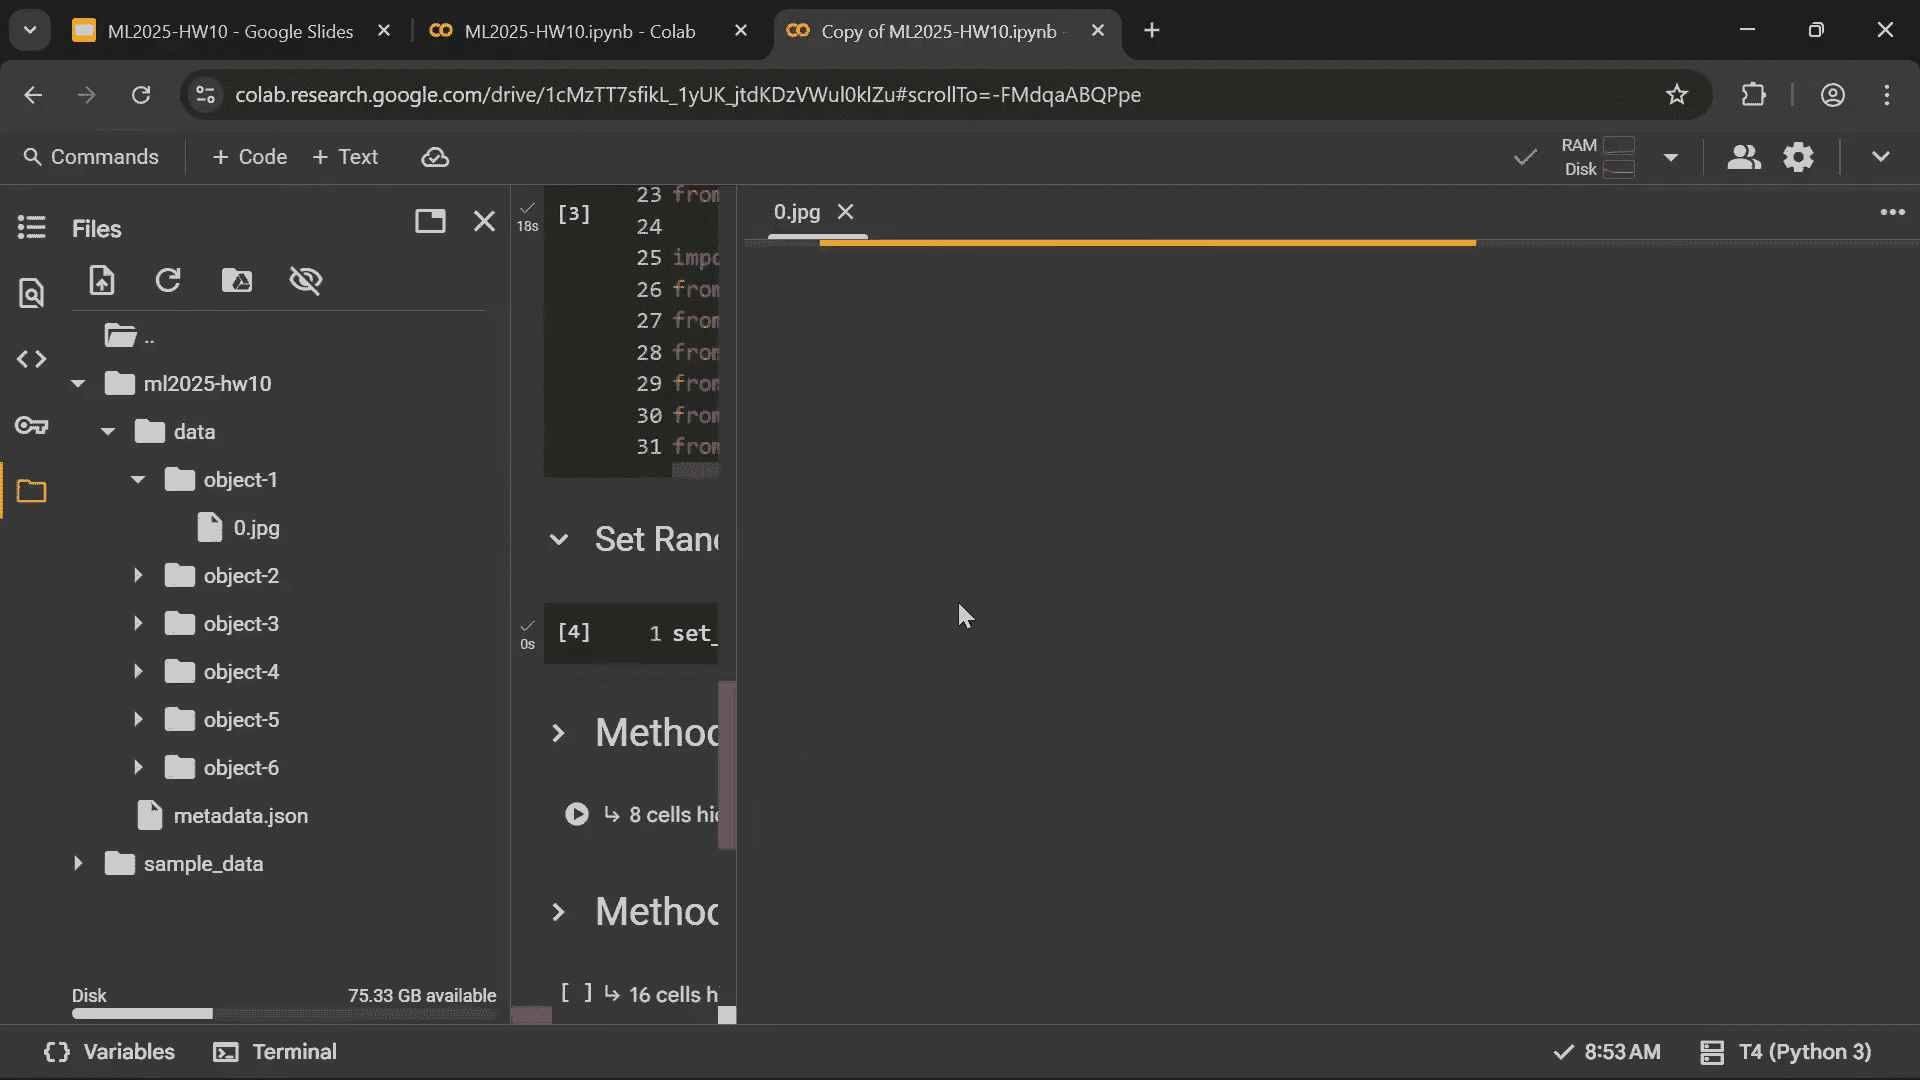 ML2025-HW10 - Google Slides
ML2025-HW10.ipynb - Colab
Copy of ML2025-HW10.ipynb -
colab.research.google.com/drive/1cMzTT7sfikL_1yUK_jtdKDzVWul0klZu#scrollTo=-FMdqaABQPpe
Commands
+ Code
+ Text
RAM
Disk
Files
..
ml2025-hw10
data
object-1
0.jpg
object-2
object-3
object-4
object-5
object-6
metadata.json
sample_data
Disk
75.33 GB available
18s
[3]
23 from
24
25 impo
26 from
27 from
28 from
29 from
30 from
31 from
Set Rand
0s
[4]
1 set_
Method
8 cells hid
Method
[ ]
16 cells h
0.jpg
Variables
Terminal
8:53 AM
T4 (Python 3)